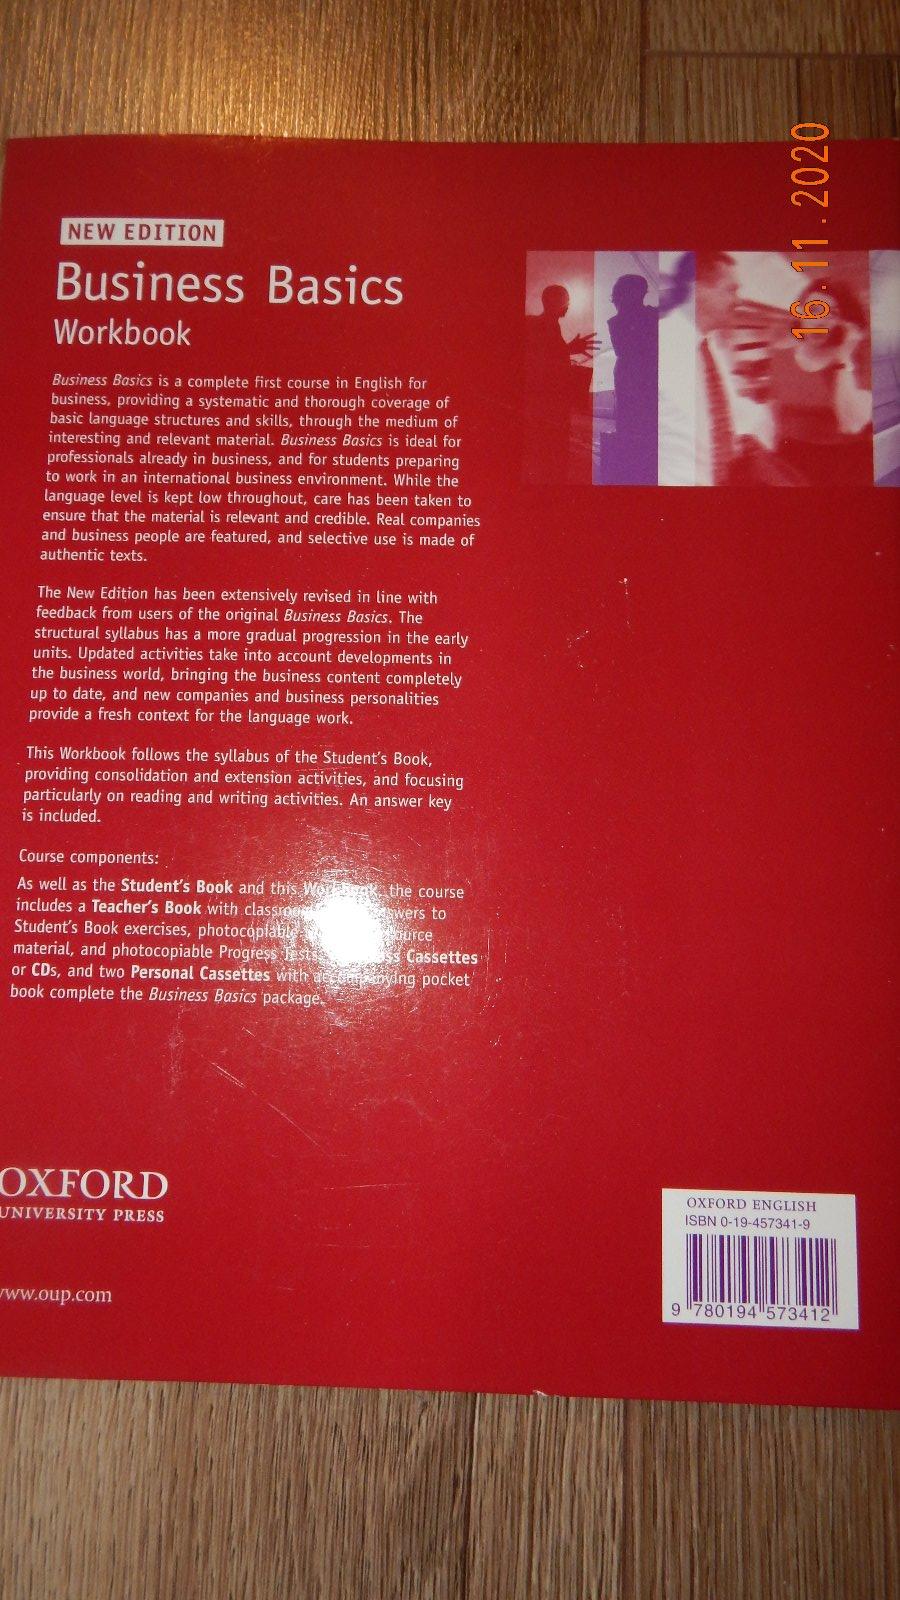 16.11.2020
NEW EDITION
Business Basics
Workbook
Business Basics is a complete first course in English for
business, providing a systematic and thorough coverage of
basic language structures and skills, through the medium of
interesting and relevant material. Business Basics is ideal for
professionals already in business, and for students preparing
to work in an international business environment. While the
language level is kept low throughout, care has been taken to
ensure that the material is relevant and credible. Real companies
and business people are featured, and selective use is made of
authentic texts.
The New Edition has been extensively revised in line with
feedback from users of the original Business Basics. The
structural syllabus has a more gradual progression in the early
units. Updated activities take into account developments in
the business world, bringing the business content completely
up to date, and new companies and business personalities
provide a fresh context for the language work.
This Workbook follows the syllabus of the Student's Book,
providing consolidation and extension activities, and focusing
particularly on reading and writing activities. An answer key
is included.
Course components:
As well as the Student's Book and this Workbook, the course
includes a Teacher's Book with to
Student's Book exercises, photocopiable
material, and photocopiable Progress Tests. Cassettes
or CDs, and two Personal Cassettes with accompanying pocket
book complete the Business Basics package.
OXFORD
UNIVERSITY PRESS
www.oup.com
OXFORD ENGLISH
ISBN 0-19-457341-9
9 780194 573412